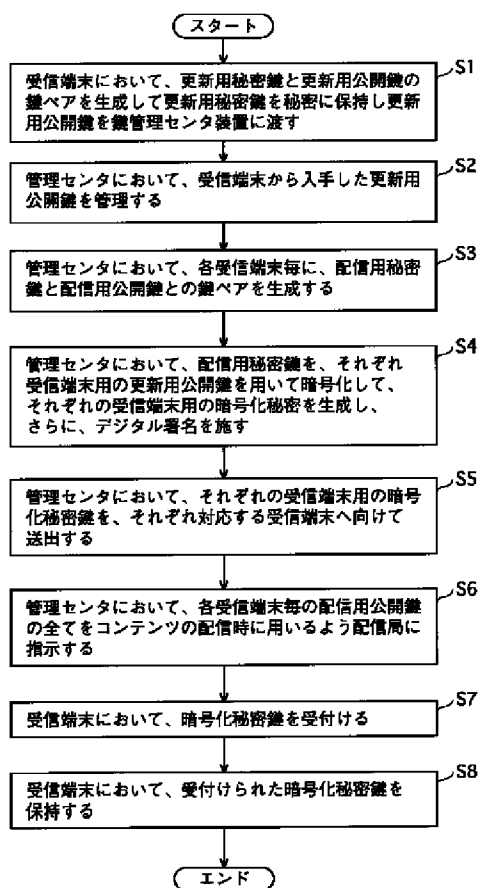 スタート
S1
受信端末において、更新用秘密鍵と更新用公開鍵の
鍵ペアを生成して更新用秘密鍵を秘密に保持し更新
用公開鍵を鍵管理センタ装置に渡す
S2
管理センタにおいて、受信端末から入手した更新用
公開鍵を管理する
S3
管理センタにおいて、各受信端末毎に、配信用秘密
鍵と配信用公開鍵との鍵ペアを生成する
S4
管理センタにおいて、配信用秘密鍵を、それぞれ
受信端末用の更新用公開鍵を用いて暗号化して、
それぞれの受信端末用の暗号化秘密を生成し、
さらに、デジタル署名を施す
S5
管理センタにおいて、それぞれの受信端末用の暗号
化秘密鍵を、それぞれ対応する受信端末へ向けて
送出する
S6
管理センタにおいて、各受信端末毎の配信用公開鍵
の全てをコンテンツの配信時に用いるよう配信局に
指示する
S7
受信端末において、暗号化秘密鍵を受付ける
S8
受信端末において、受付けられた暗号化秘密鍵を
保持する
エンド